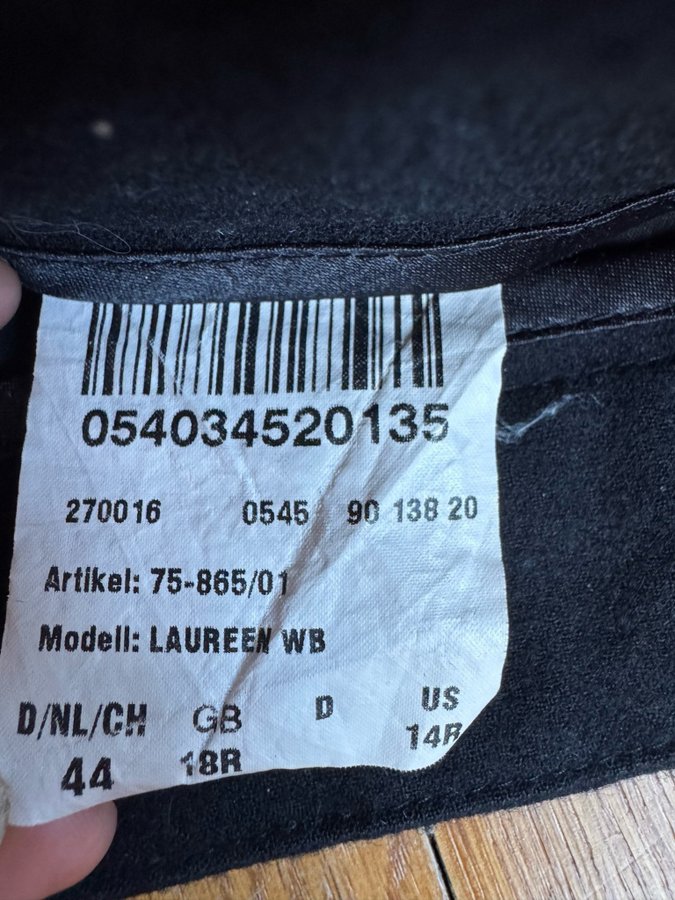 054034520135
270016 0545 90 138 20
Artikel: 75-865/01
Modell: LAUREEN WB
D/NL/CH GB D US
44 18R 14R